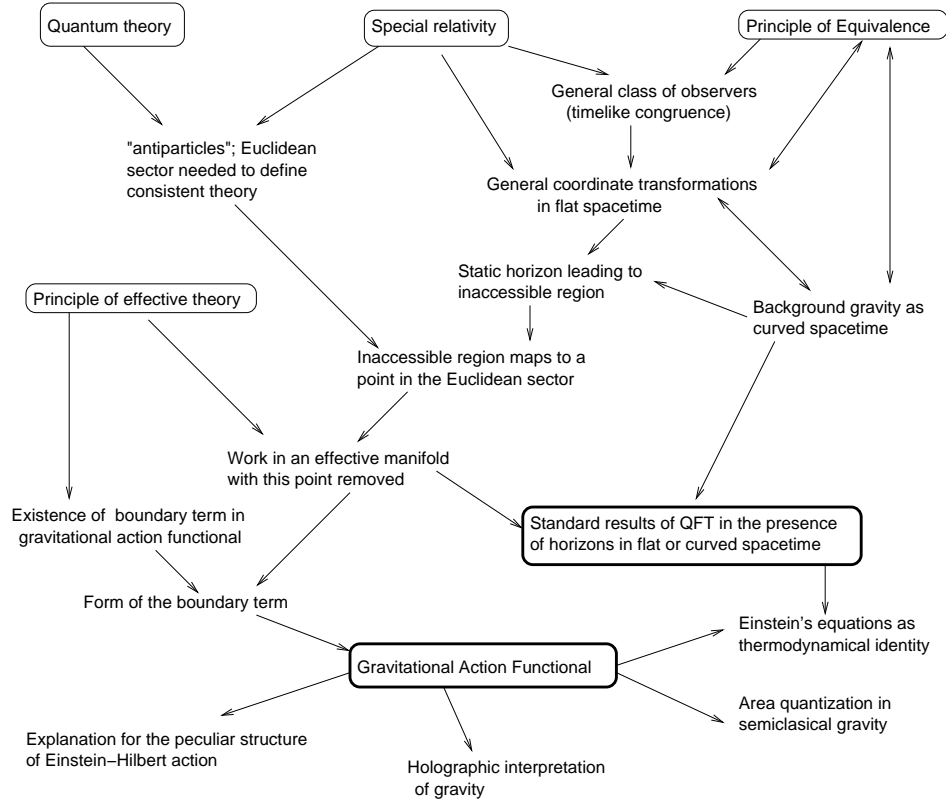 Quantum theory
Special relativity
Principle of Equivalence
General class of observers
(timelike congruence)
"antiparticles"; Euclidean
sector needed to define
consistent theory
General coordinate transformations
in flat spacetime
Static horizon leading to
inaccessible region
Principle of effective theory
Background gravity as
curved spacetime
Inaccessible region maps to a
point in the Euclidean sector
Work in an effective manifold
with this point removed
Existence of boundary term in
gravitational action functional
Standard results of QFT in the presence
of horizons in flat or curved spacetime
Form of the boundary term
Einstein's equations as
thermodynamical identity
Gravitational Action Functional
Area quantization in
semiclasical gravity
Explanation for the peculiar structure
of Einstein−Hilbert action
Holographic interpretation
of gravity